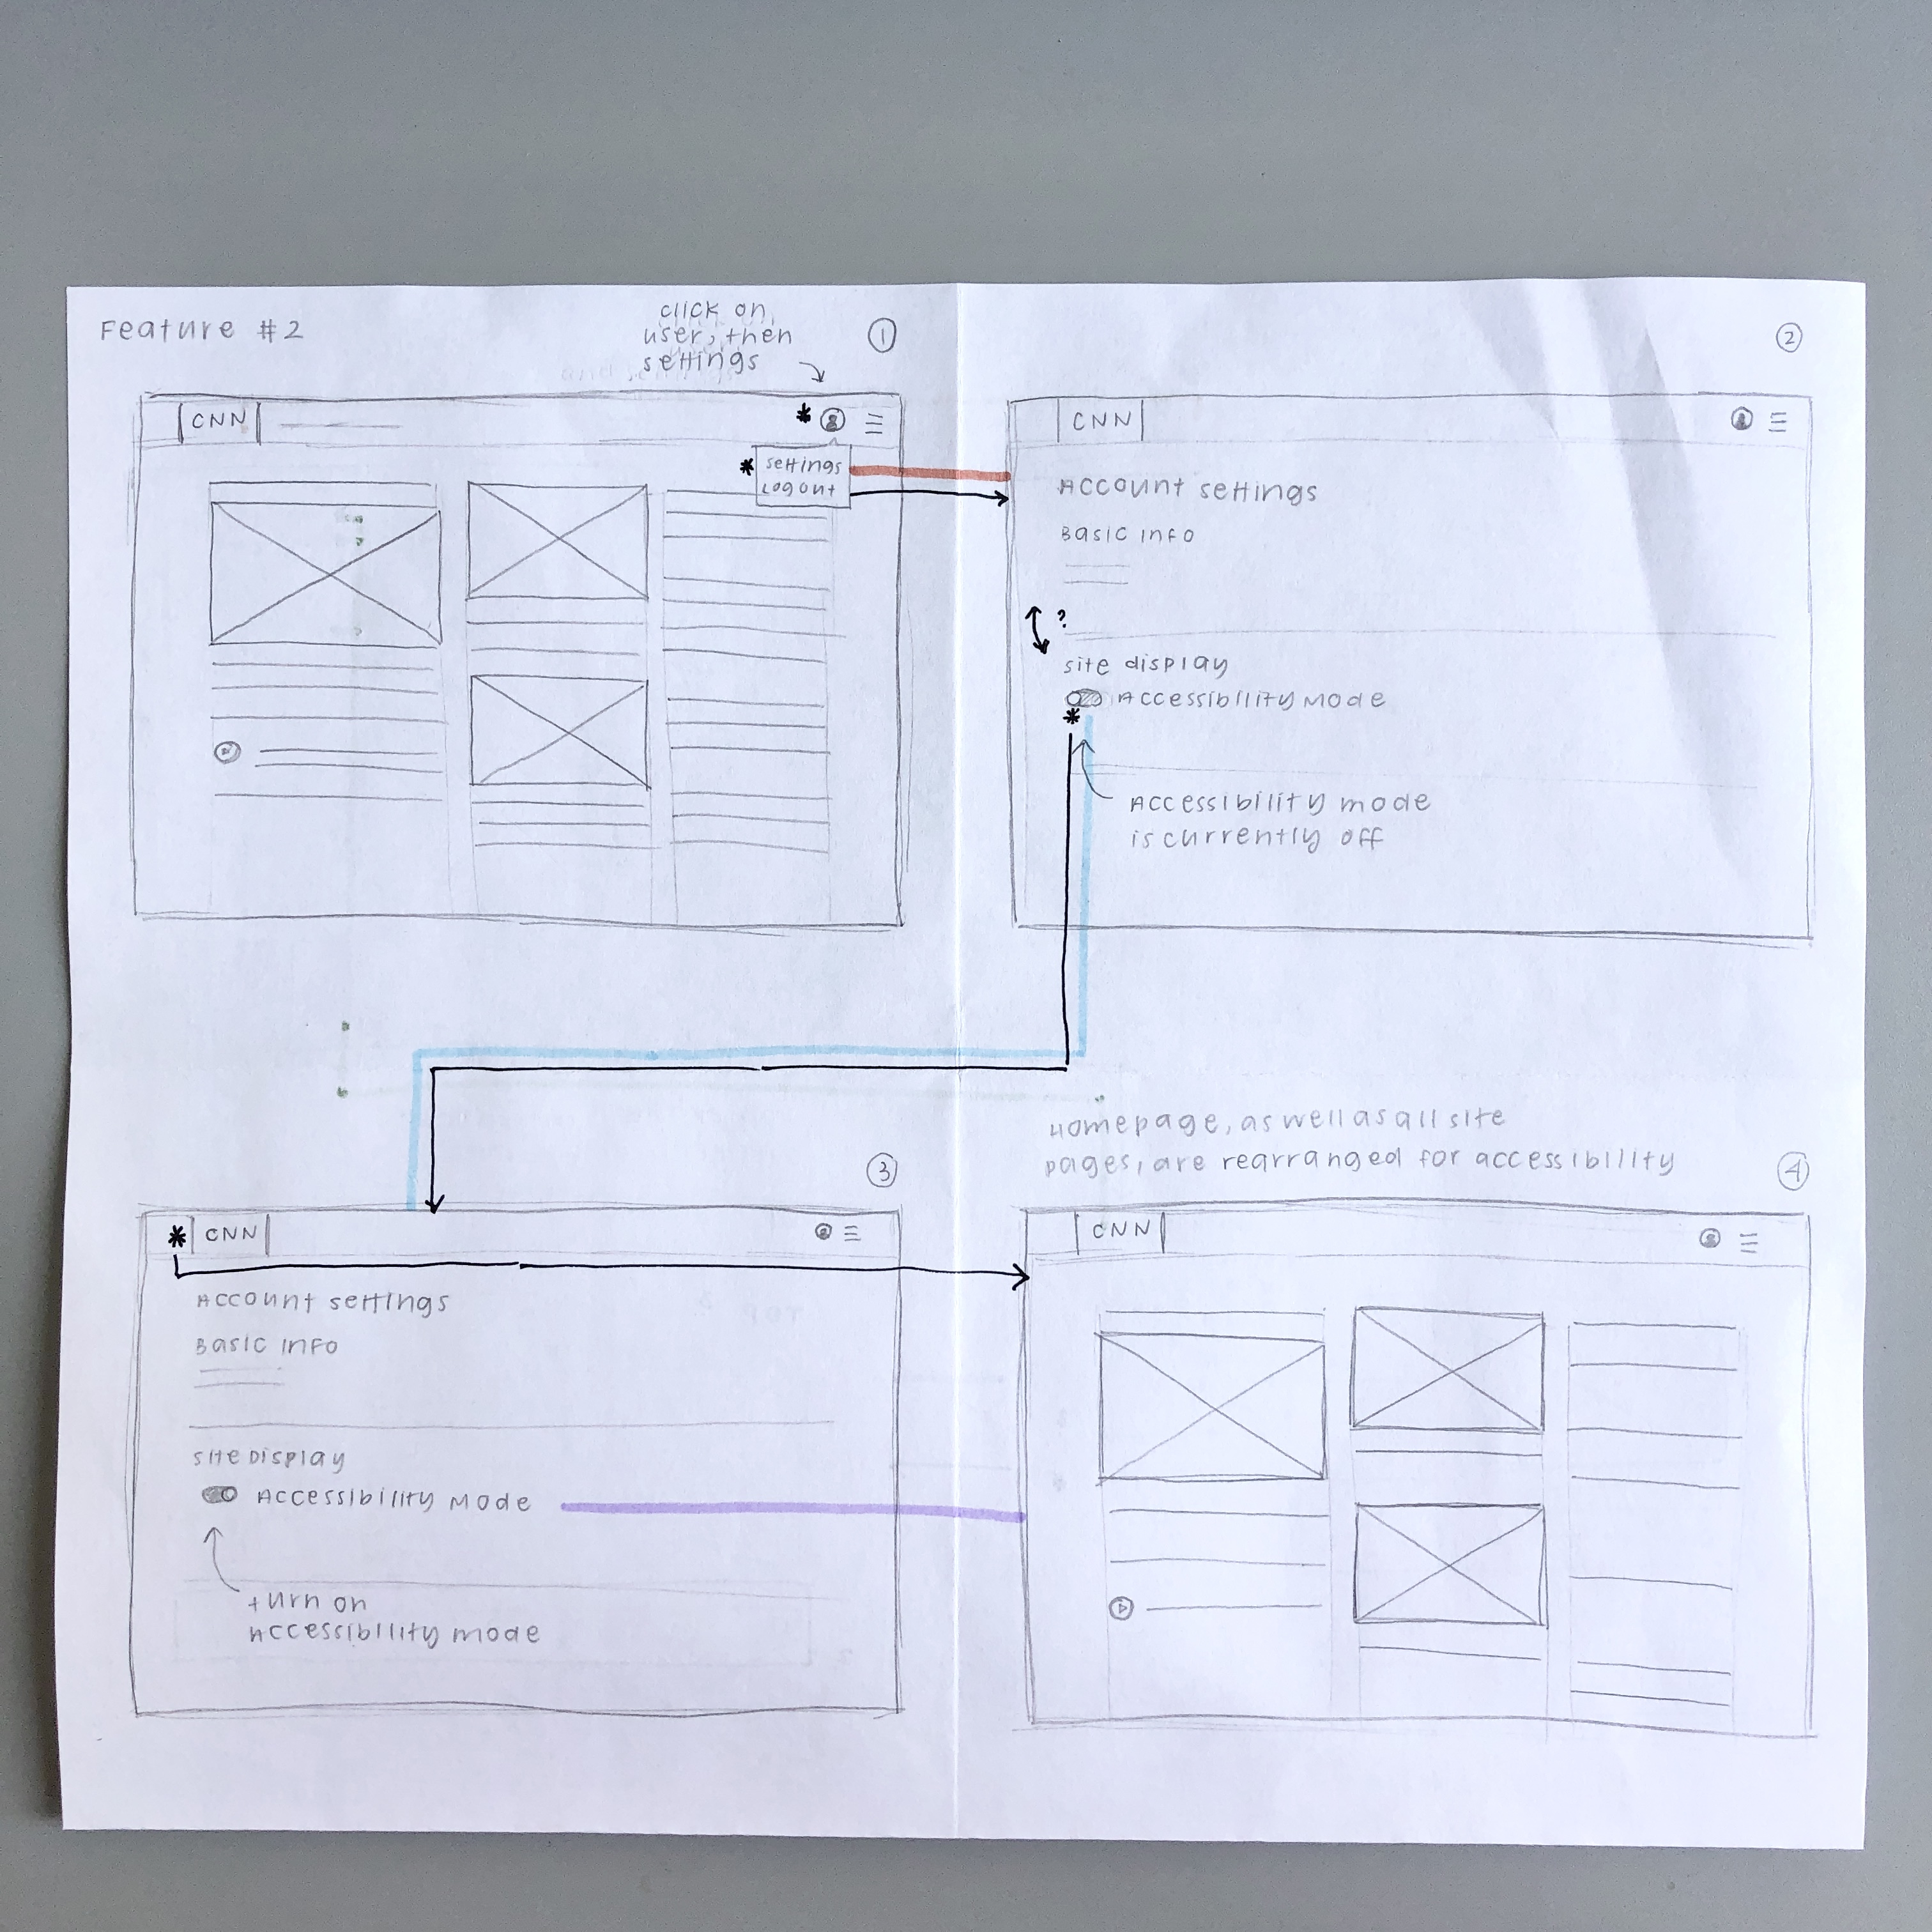 Feature #2
click on
user, then
settings
1
CNN
settings
Logout
2
CNN
Account settings
Basic info
?
site display
Accessibility Mode
Accessibility mode
is currently off
3
CNN
Account settings
Basic info
site Display
Accessibility Mode
turn on
Accessibility mode
Homepage, as well as all site
pages, are rearranged for accessibility
4
CNN